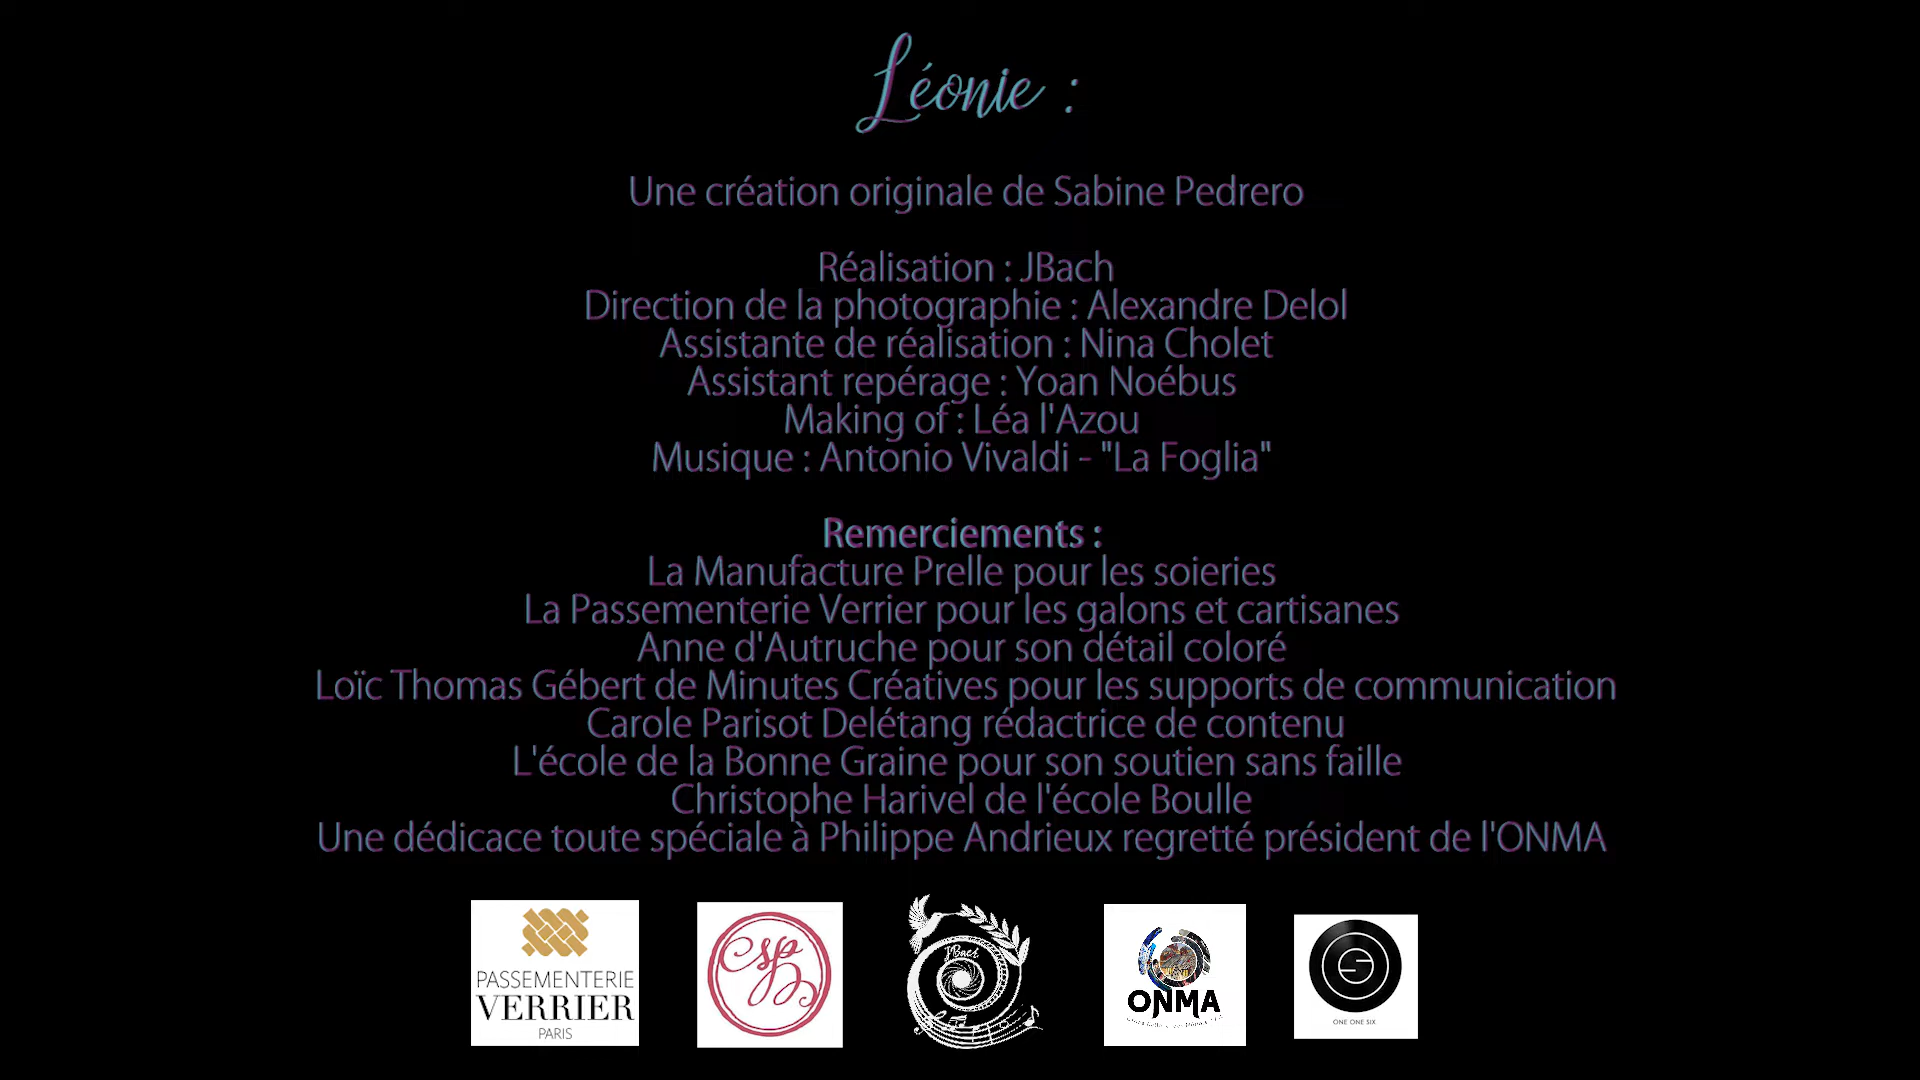 Léonie :
Une création originale de Sabine Pedrero
Réalisation : JBach
Direction de la photographie : Alexandre Delol
Assistante de réalisation : Nina Cholet
Assistant repérage : Yoan Noébus
Making of : Léa l'Azou
Musique : Antonio Vivaldi - "La Foglia"
Remerciements :
La Manufacture Prelle pour les soieries
La Passementerie Verrier pour les galons et cartisanes
Anne d'Autruche pour son détail coloré
Loïc Thomas Gébert de Minutes Créatives pour les supports de communication
Carole Parisot Delétang rédactrice de contenu
L'école de la Bonne Graine pour son soutien sans faille
Christophe Harivel de l'école Boulle
Une dédicace toute spéciale à Philippe Andrieux regretté président de l'ONMA
PASSEMENTERIE
VERRIER
PARIS
sp
JBach
ONMA
ONE ONE SIX